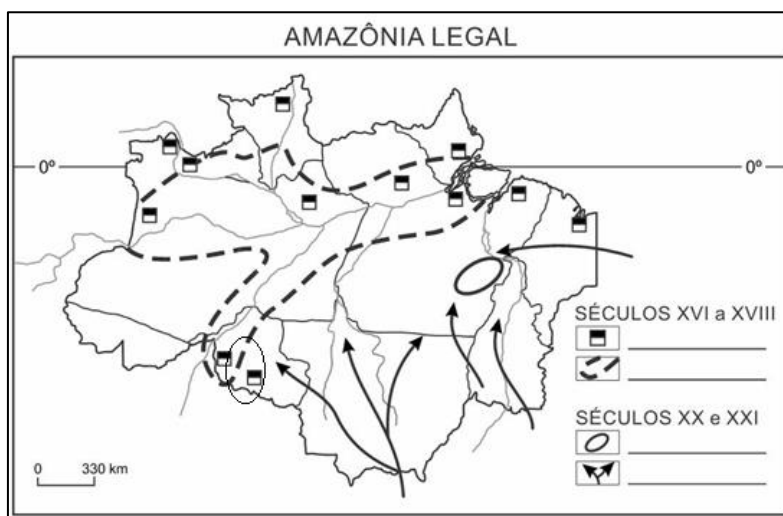 AMAZÔNIA LEGAL
0º
0º
SÉCULOS XVI a XVIII
SÉCULOS XX e XXI
0 330 km